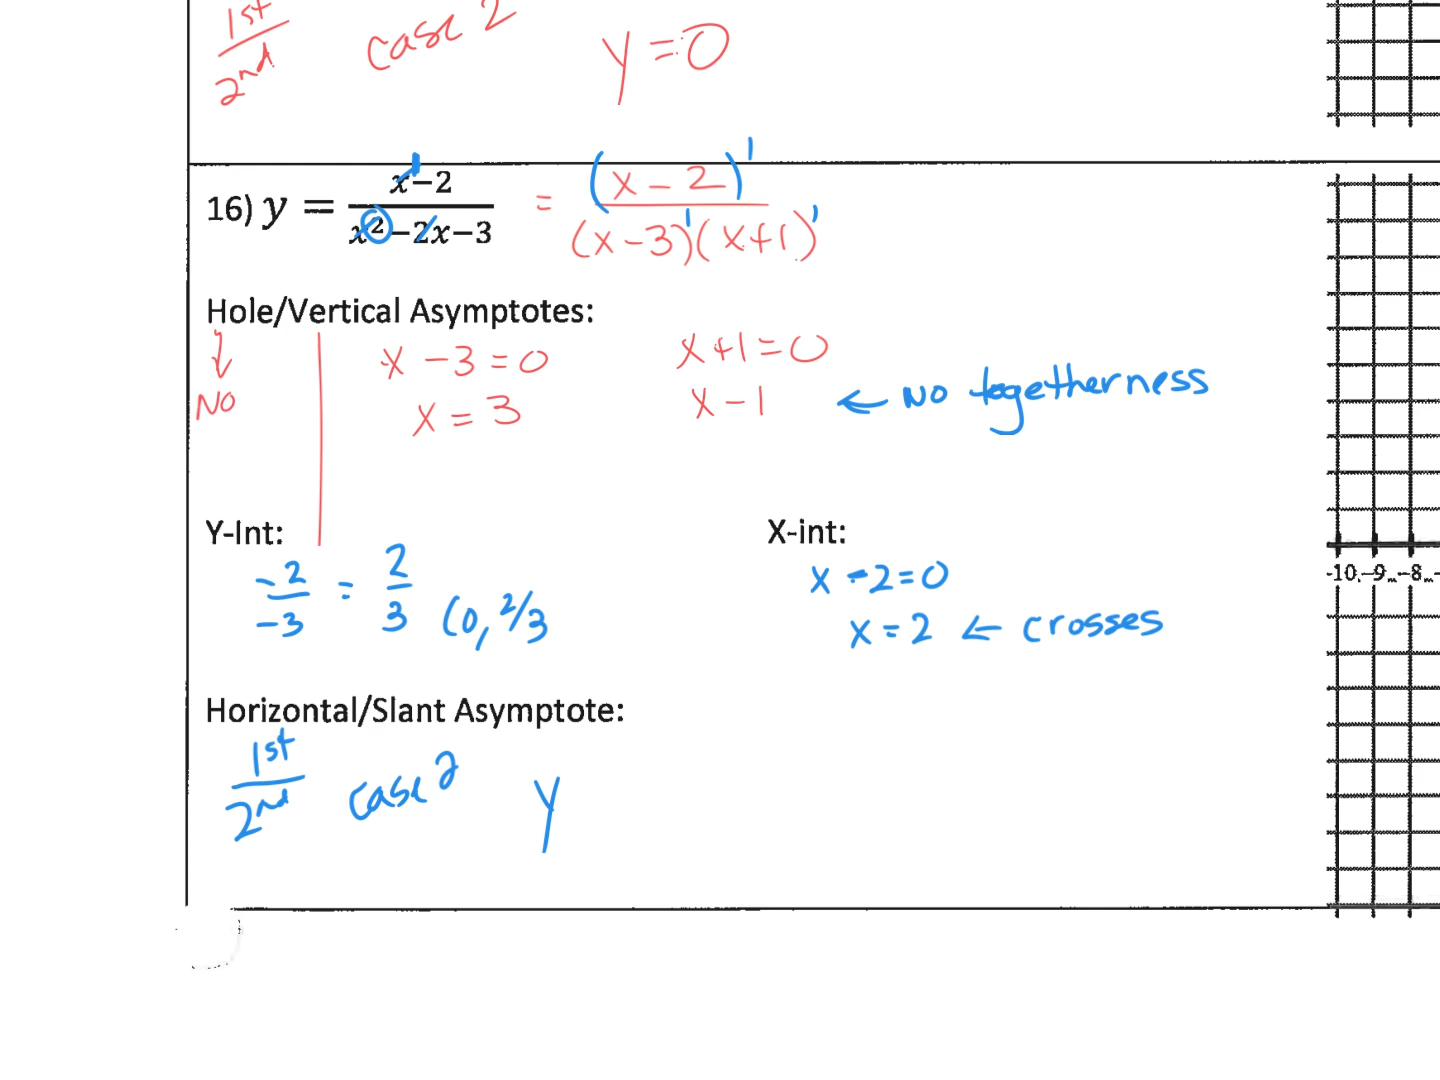 1st/2nd case 2 y = 0
16) y = (x-2)/(x²-2x-3) = (x - 2)¹/((x - 3)¹(x+1)¹)
Hole/Vertical Asymptotes:
↓ x - 3 = 0 x+1 = 0
NO x = 3 x - 1 ← No togetherness
Y-Int: X-int:
-2/-3 = 2/3 (0, 2/3 x - 2 = 0
x = 2 ← crosses
-10 -9 -8
Horizontal/Slant Asymptote:
1st/2nd case 2 y